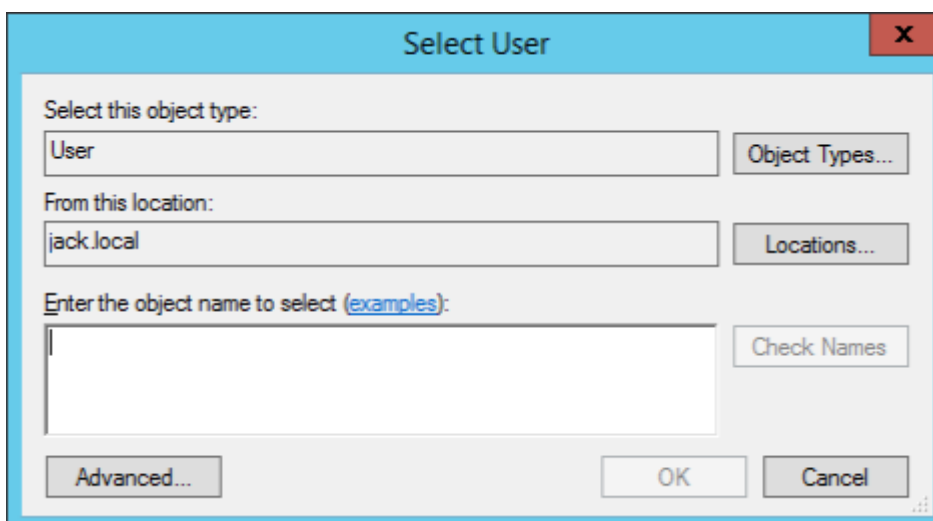 Select User
x
Select this object type:
User
Object Types...
From this location:
jack.local
Locations...
Enter the object name to select (examples):
Check Names
Advanced...
OK
Cancel